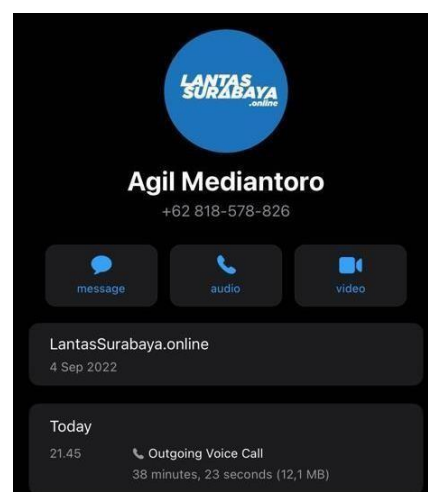 LANTAS
SURABAYA
.online
Agil Mediantoro
+62 818-578-826
message audio video
LantasSurabaya.online
4 Sep 2022
Today
21.45 Outgoing Voice Call
38 minutes, 23 seconds (12,1 MB)